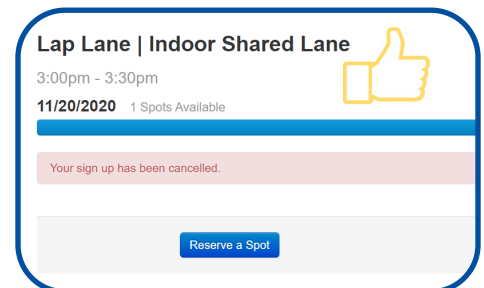 Lap Lane | Indoor Shared Lane
3:00pm - 3:30pm
11/20/2020 1 Spots Available
Your sign up has been cancelled.
Reserve a Spot